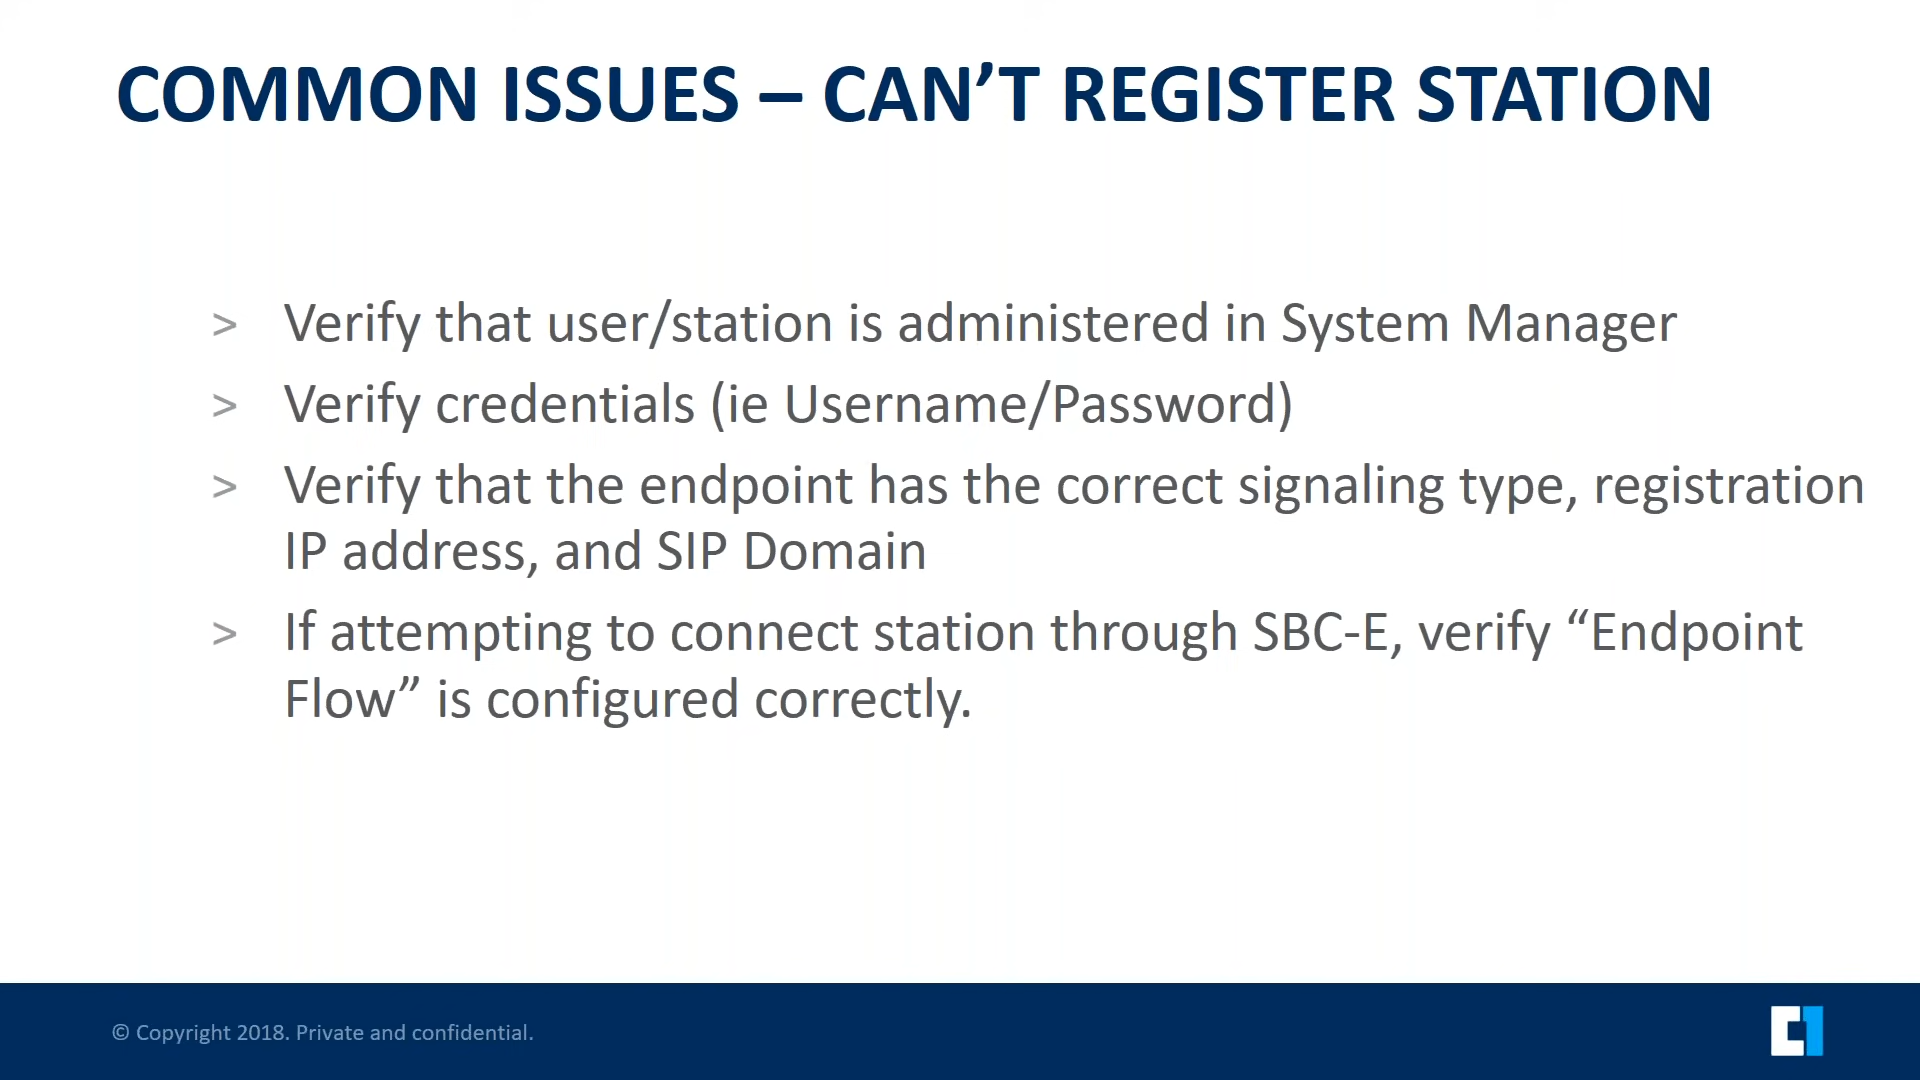 COMMON ISSUES – CAN’T REGISTER STATION
> Verify that user/station is administered in System Manager
> Verify credentials (ie Username/Password)
> Verify that the endpoint has the correct signaling type, registration
IP address, and SIP Domain
> If attempting to connect station through SBC-E, verify “Endpoint
Flow” is configured correctly.
© Copyright 2018. Private and confidential.